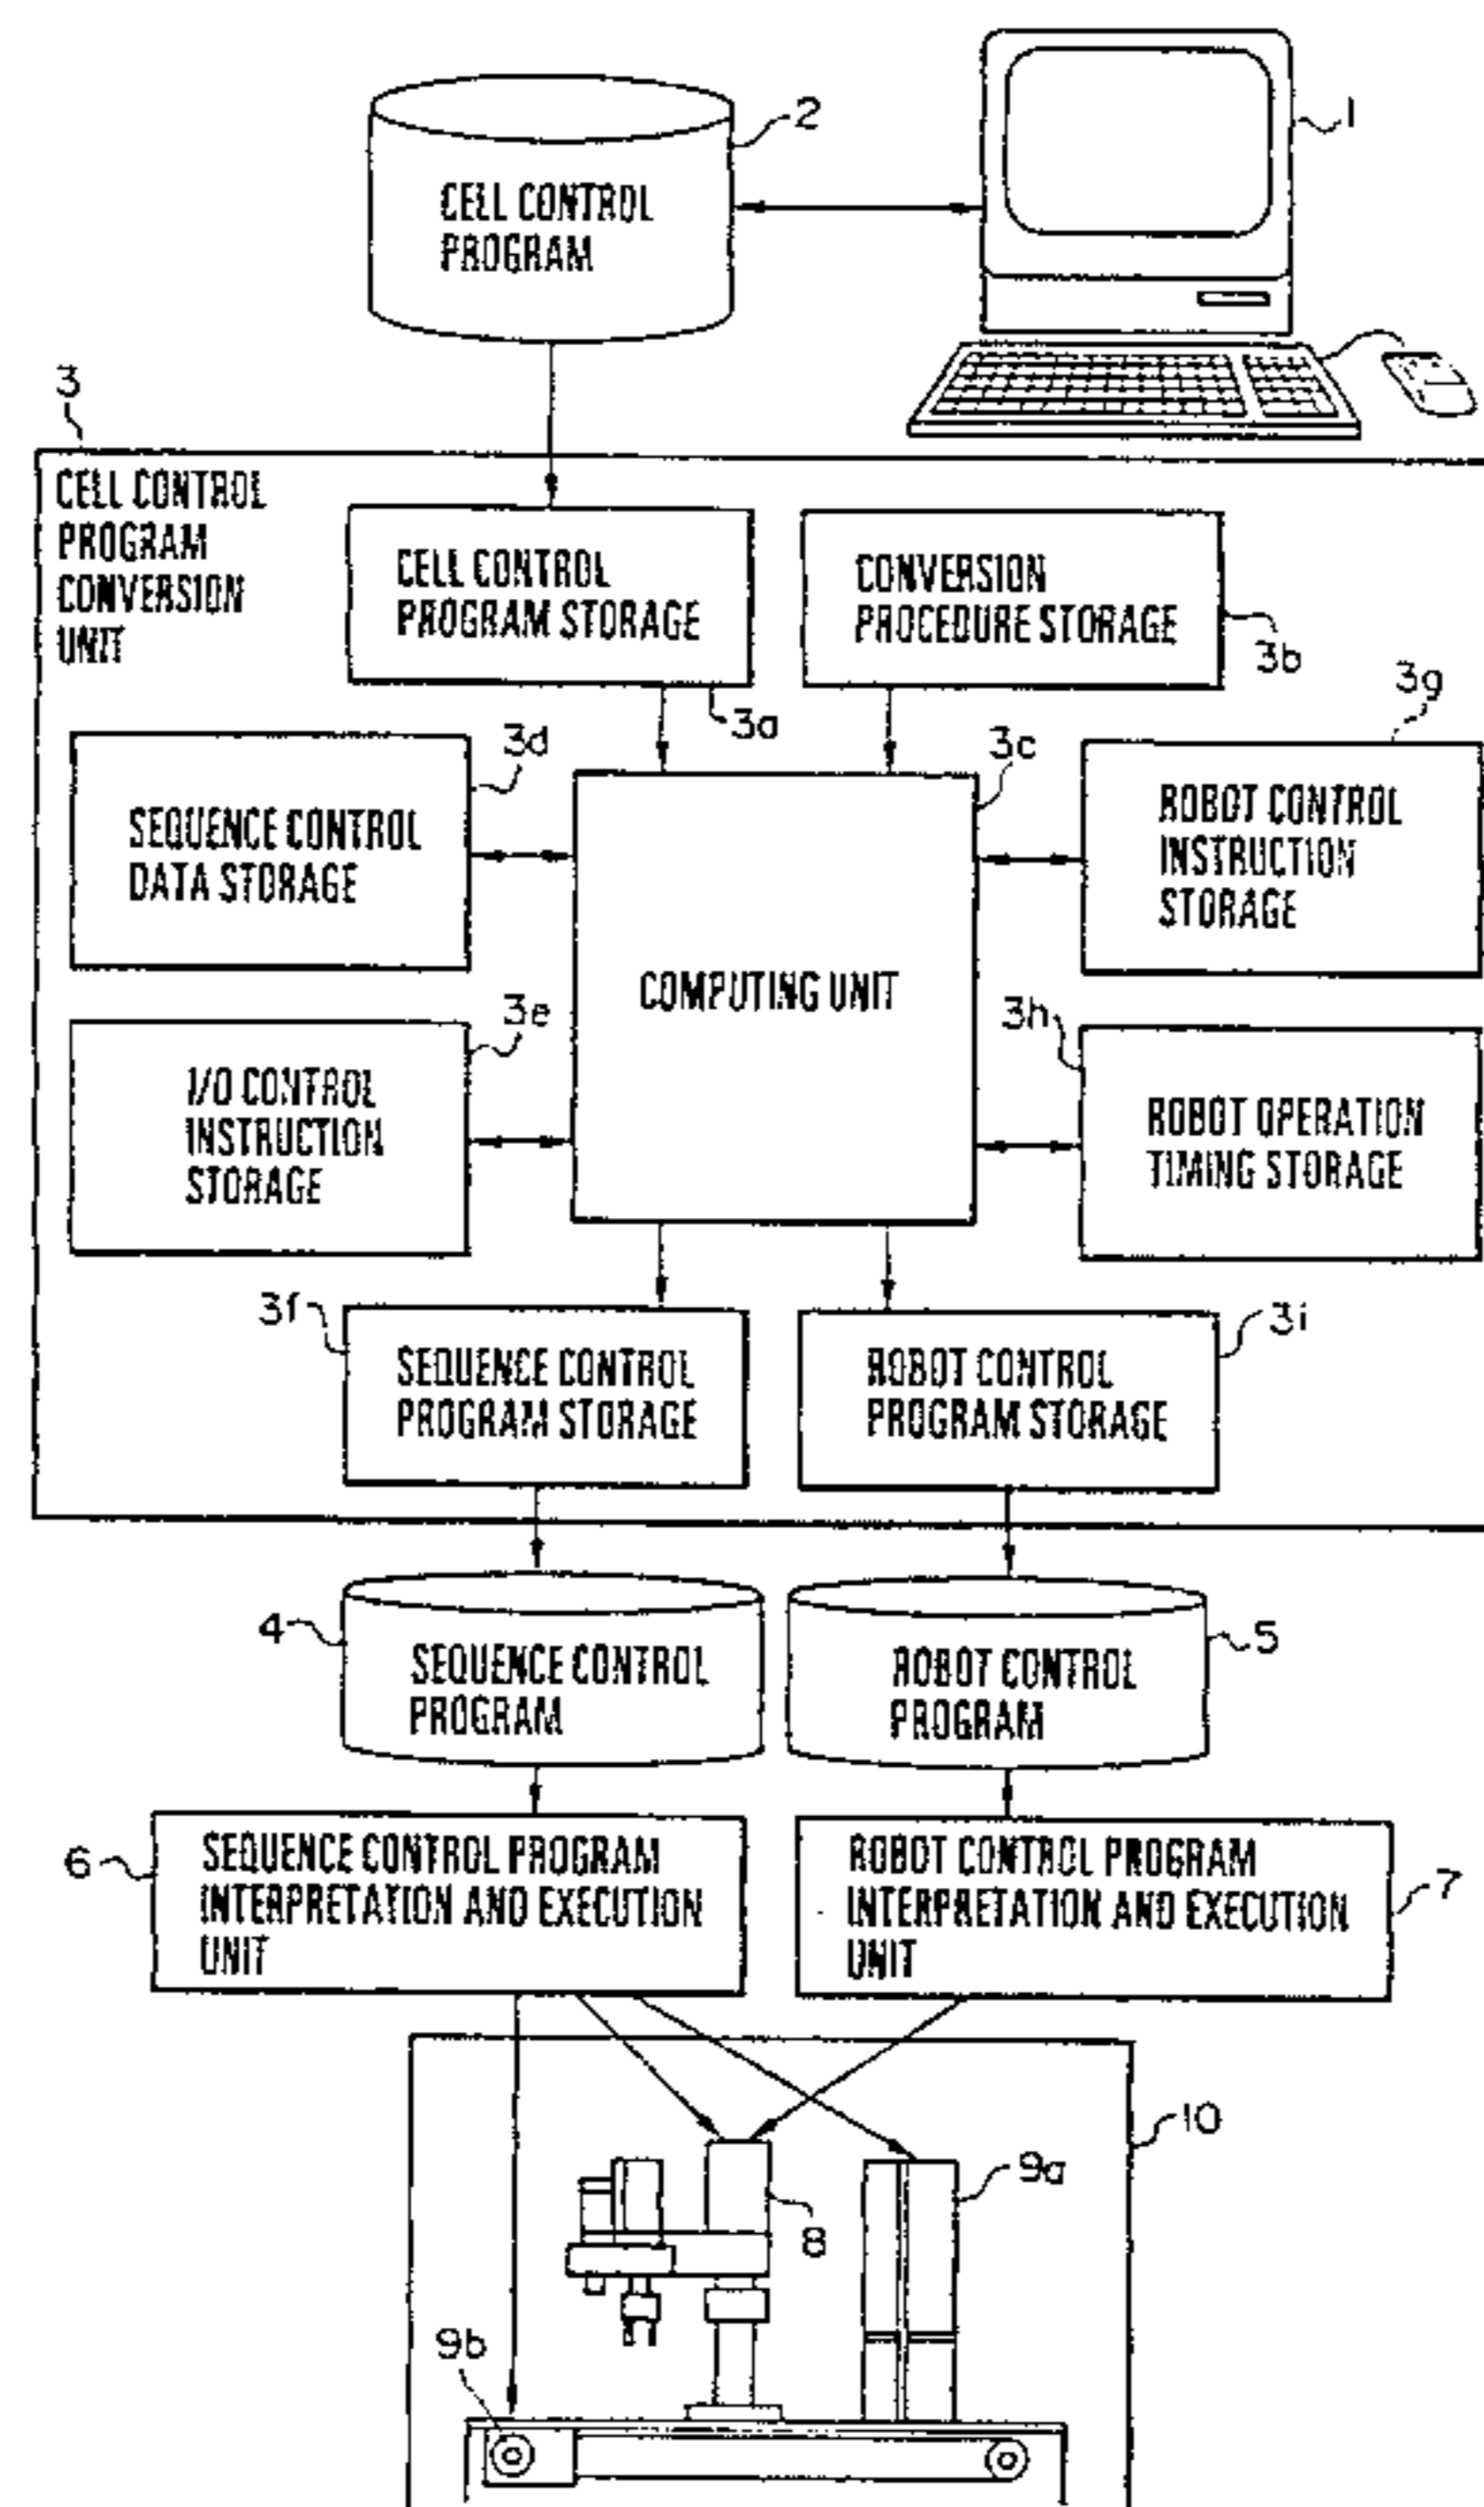 2
1
CELL CONTROL
PROGRAM
3
CELL CONTROL
PROGRAM
CONVERSION
UNIT
CELL CONTROL
PROGRAM STORAGE
3a
CONVERSION
PROCEDURE STORAGE
3b
3d
SEQUENCE CONTROL
DATA STORAGE
3c
COMPUTING UNIT
3g
ROBOT CONTROL
INSTRUCTION
STORAGE
3e
I/O CONTROL
INSTRUCTION
STORAGE
3h
ROBOT OPERATION
TIMING STORAGE
3f
SEQUENCE CONTROL
PROGRAM STORAGE
3i
ROBOT CONTROL
PROGRAM STORAGE
4
SEQUENCE CONTROL
PROGRAM
5
ROBOT CONTROL
PROGRAM
6
SEQUENCE CONTROL PROGRAM
INTERPRETATION AND EXECUTION
UNIT
7
ROBOT CONTROL PROGRAM
INTERPRETATION AND EXECUTION
UNIT
10
9a
8
9b